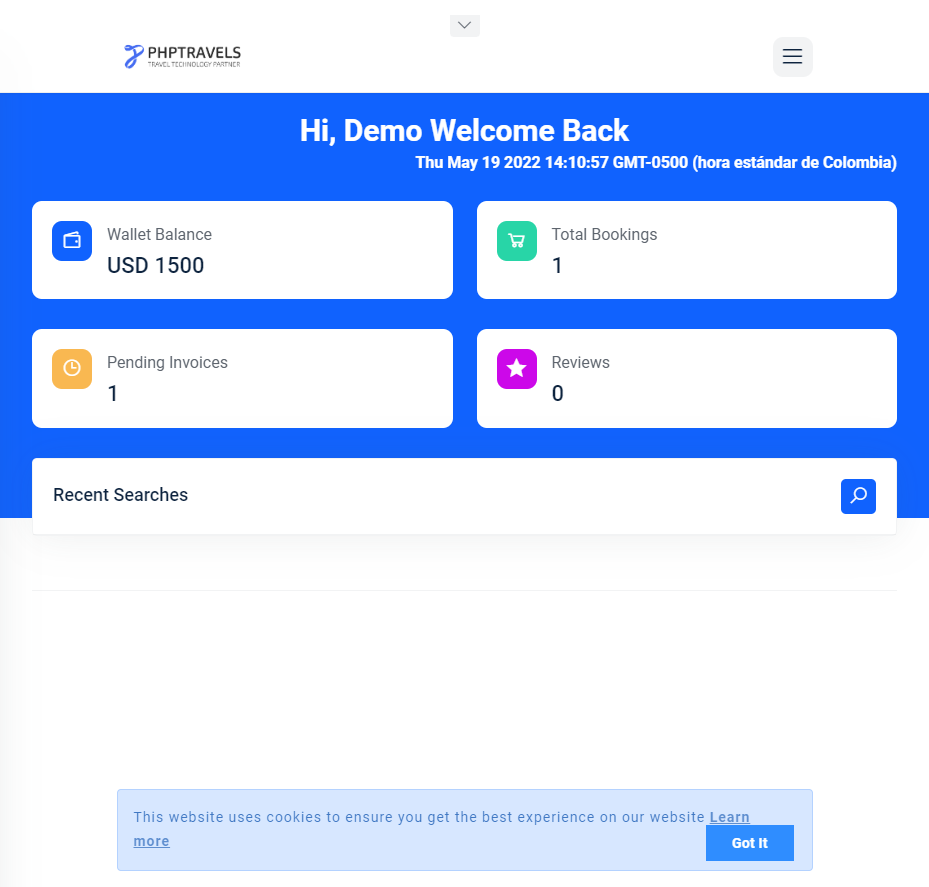 PHPTRAVELS
TRAVEL TECHNOLOGY PARTNER
Hi, Demo Welcome Back
Thu May 19 2022 14:10:57 GMT-0500 (hora estándar de Colombia)
Wallet Balance
USD 1500
Total Bookings
1
Pending Invoices
1
Reviews
0
Recent Searches
This website uses cookies to ensure you get the best experience on our website Learn
more
Got It